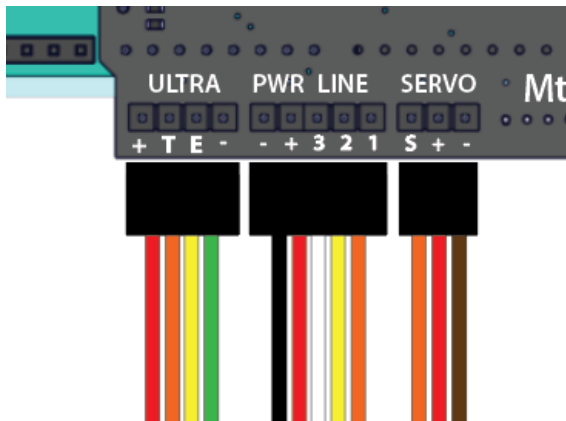 ULTRA PWR LINE SERVO Mt
+ T E - - + 3 2 1 S + -